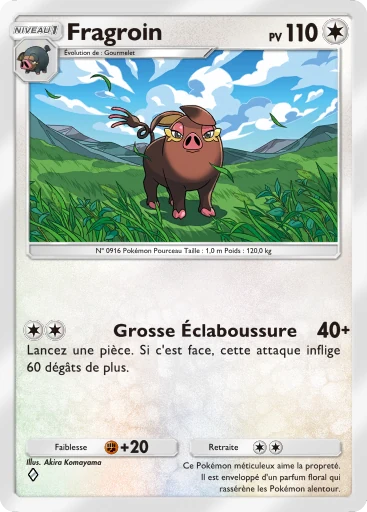 NIVEAU 1
Fragroin
PV 110
Évolution de : Gourmelet
N° 0916 Pokémon Pourceau Taille : 1,0 m Poids : 120,0 kg
Grosse Éclaboussure 40+
Lancez une pièce. Si c'est face, cette attaque inflige
60 dégâts de plus.
Faiblesse +20 Retraite
Illus. Akira Komayama
Ce Pokémon méticuleux aime la propreté.
Il est enveloppé d'un parfum floral qui
rassérène les Pokémon alentour.